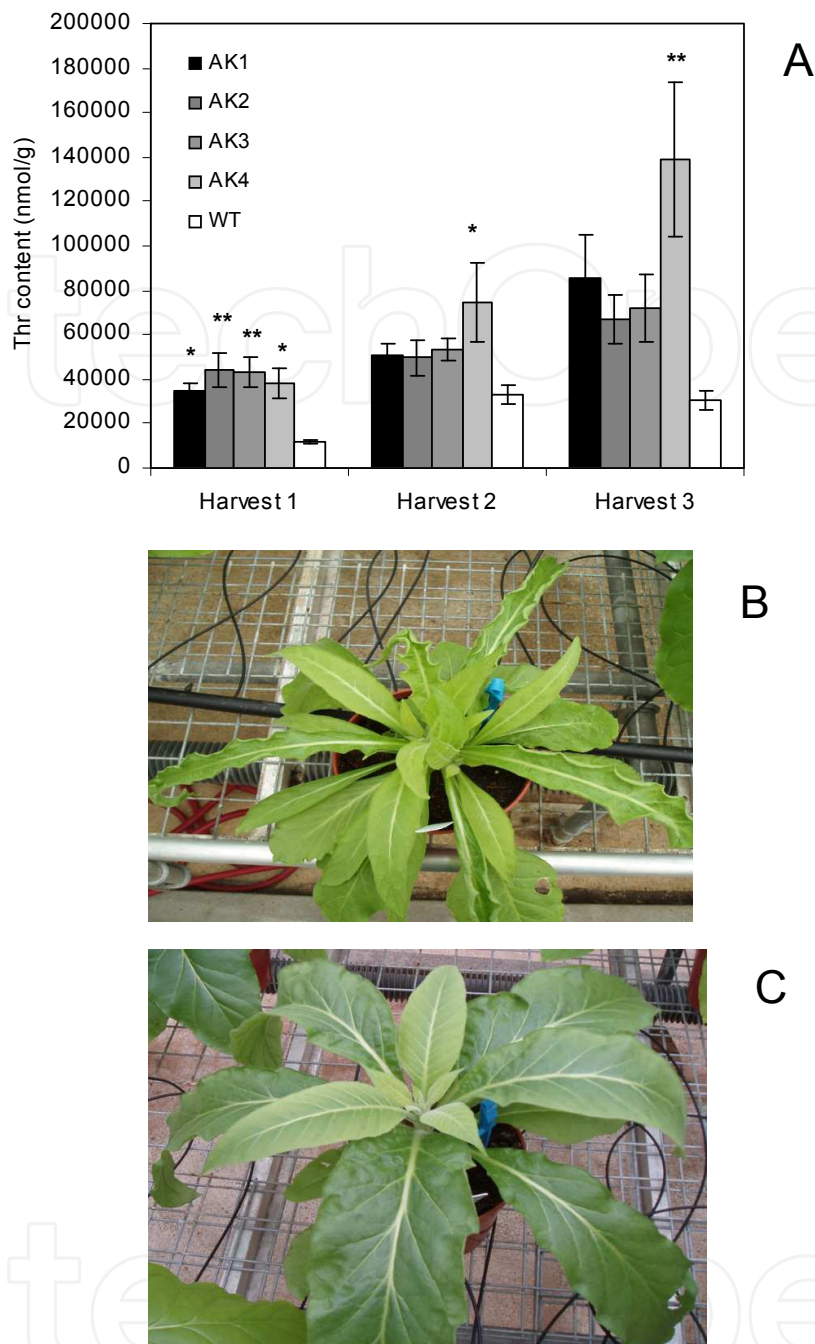 A
Thr content (nmol/g)
200000
180000
160000
140000
120000
100000
80000
60000
40000
20000
0
AK1
AK2
AK3
AK4
WT
* ** ** *
*
**
Harvest 1 Harvest 2 Harvest 3
B
C